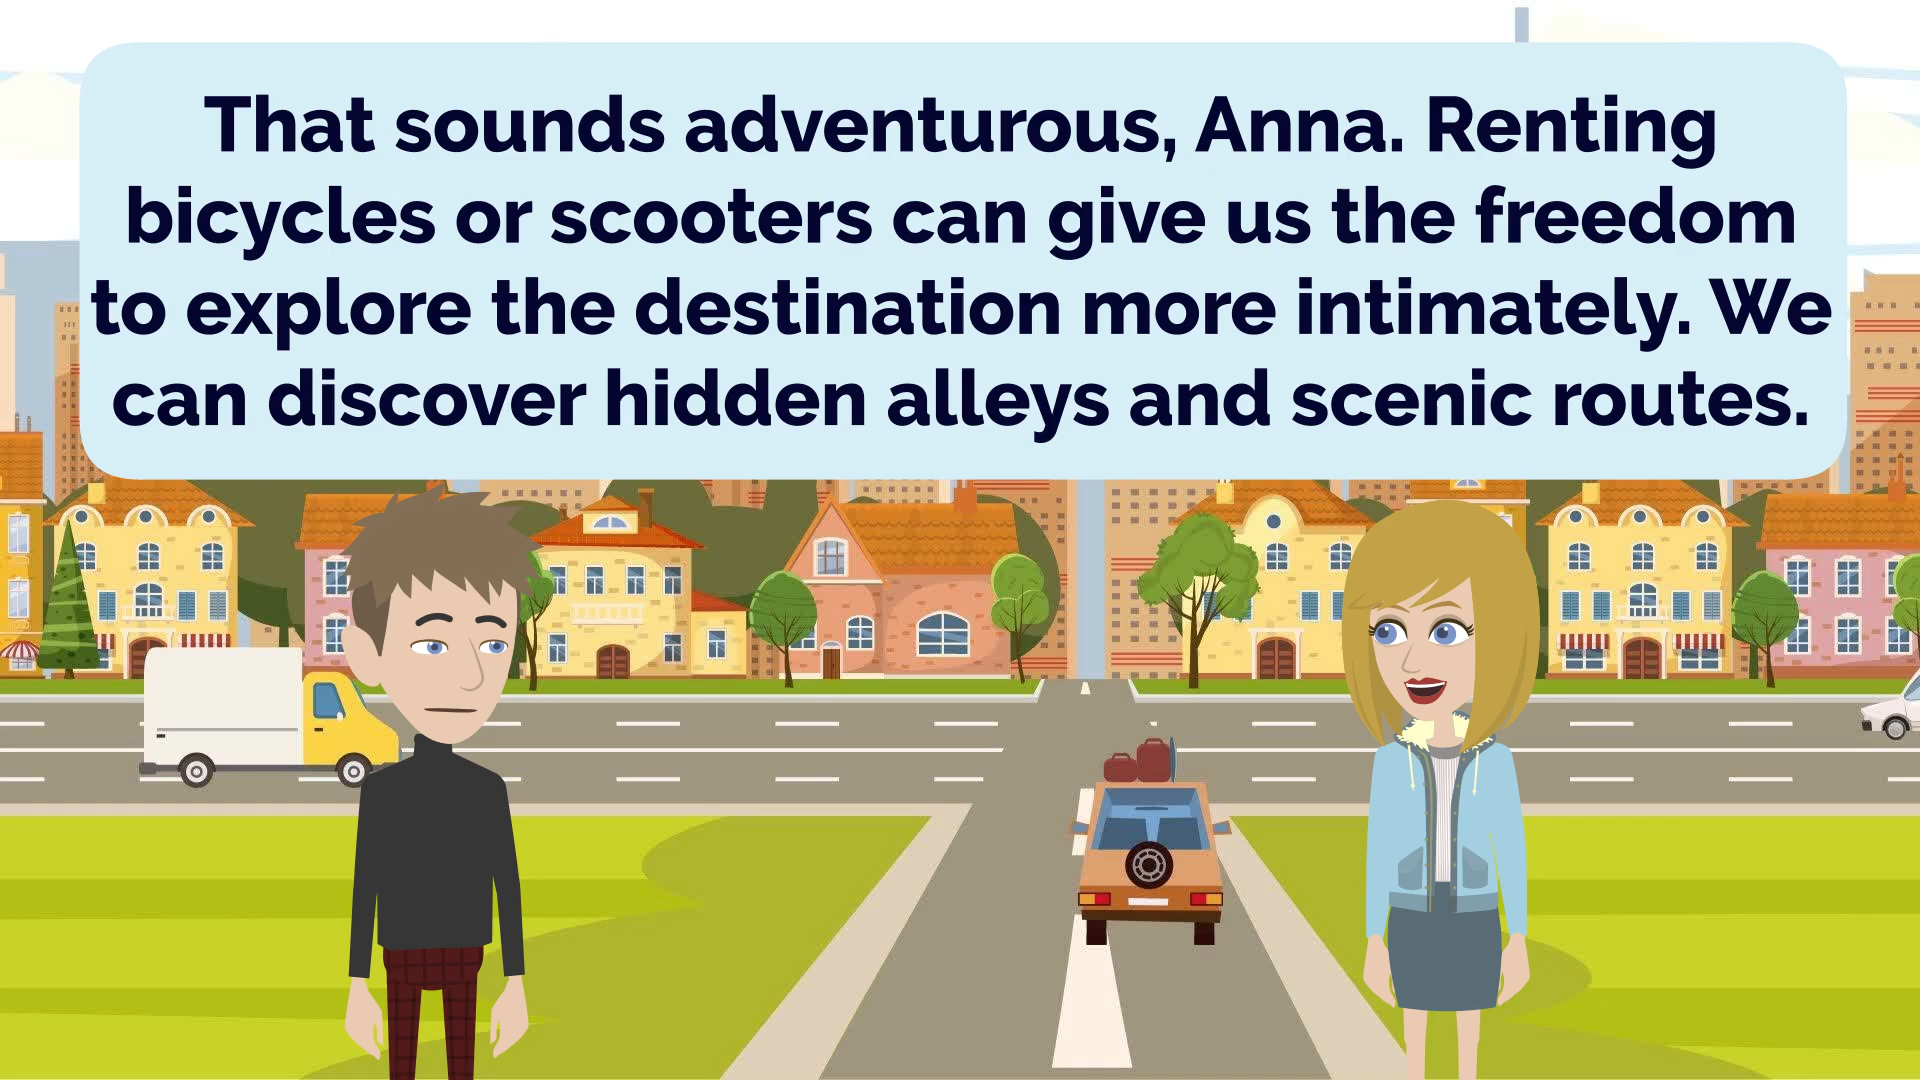 That sounds adventurous, Anna. Renting
bicycles or scooters can give us the freedom
to explore the destination more intimately. We
can discover hidden alleys and scenic routes.